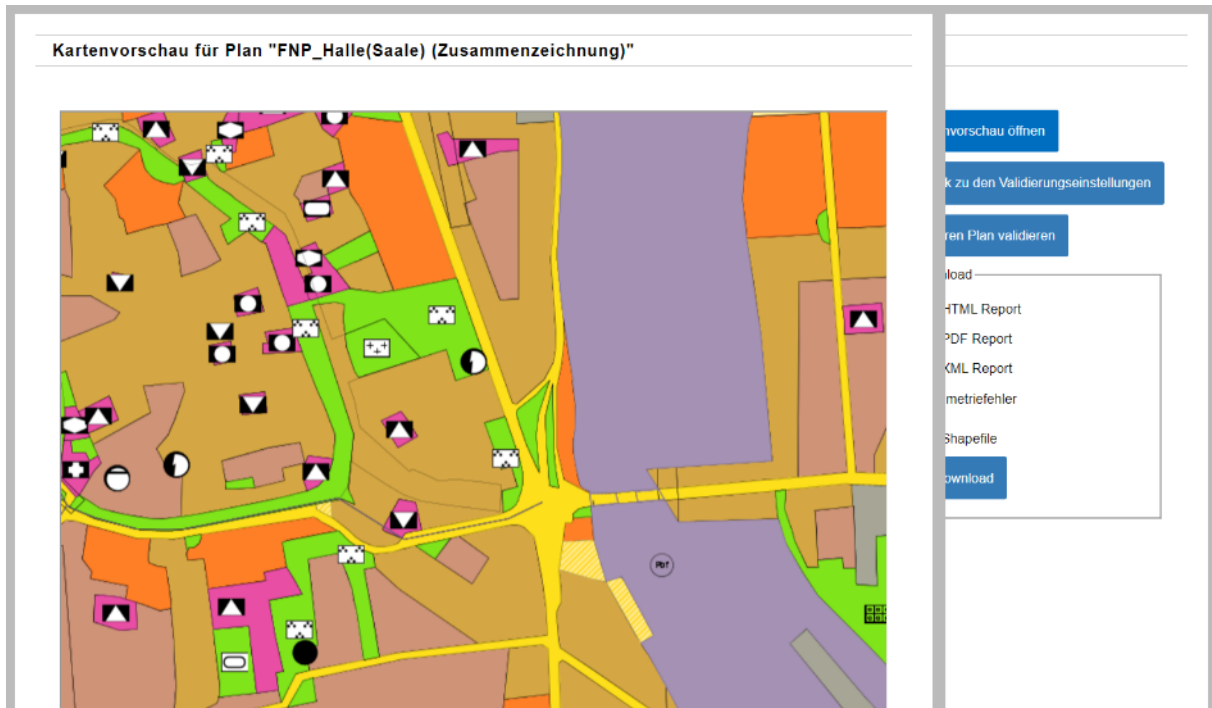 Kartenvorschau für Plan "FNP_Halle(Saale) (Zusammenzeichnung)"
nvorschau öffnen
k zu den Validierungseinstellungen
ren Plan validieren
load
HTML Report
PDF Report
XML Report
metriefehler
Shapefile
ownload
Pbf